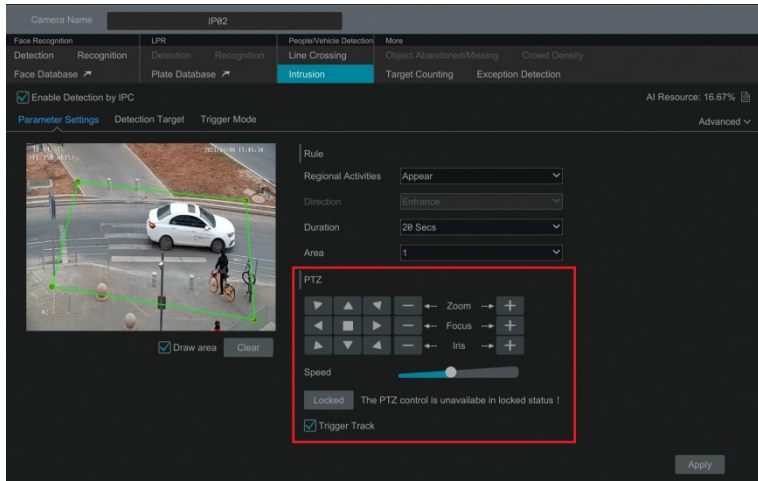 Camera Name IP02
Face Recognition LPR People/Vehicle Detection More
Detection Recognition Detection Recognition Line Crossing Object Abandoned/Missing Crowd Density
Face Database Plate Database Intrusion Target Counting Exception Detection
Enable Detection by IPC AI Resource: 16.67%
Parameter Settings Detection Target Trigger Mode Advanced
Rule
Regional Activities Appear
Direction Entrance
Duration 20 Secs
Area 1
PTZ
Zoom
Focus
Iris
Draw area Clear
Speed
Locked The PTZ control is unavailabe in locked status !
Trigger Track
Apply